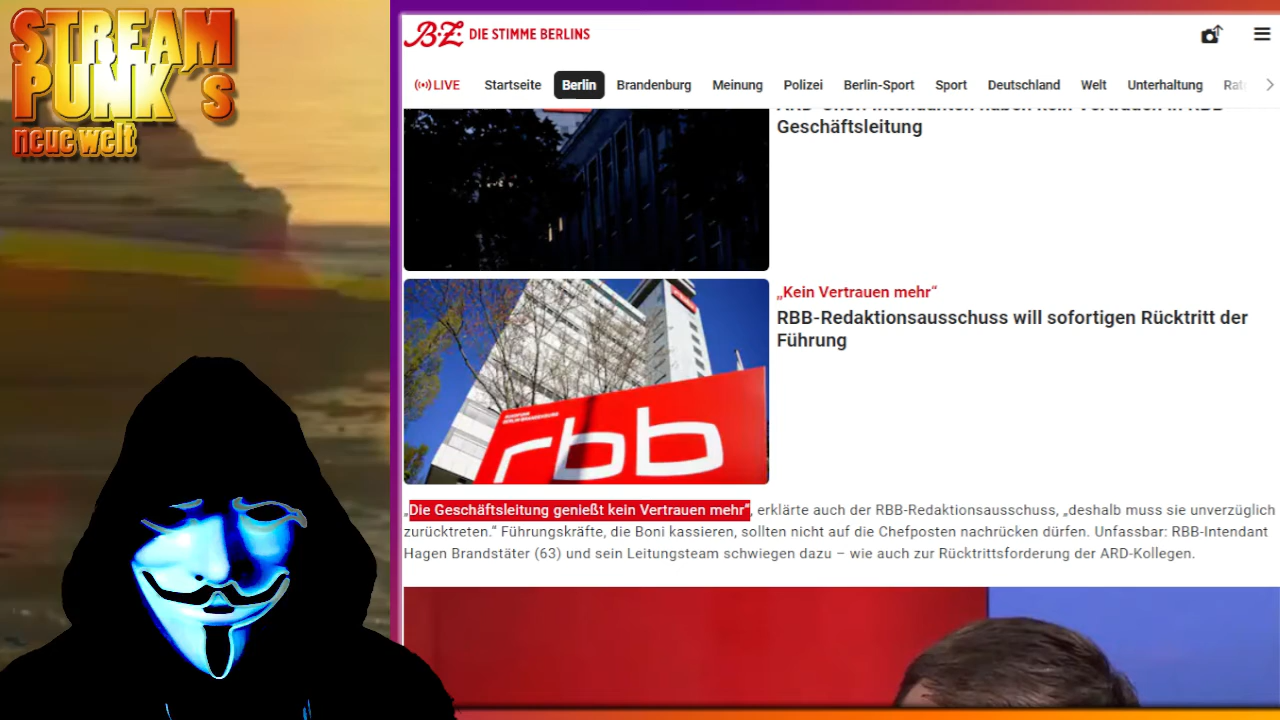 STREAM
PUNK´s
neue welt
B.Z. DIE STIMME BERLINS
LIVE Startseite Berlin Brandenburg Meinung Polizei Berlin-Sport Sport Deutschland Welt Unterhaltung
Geschäftsleitung
„Kein Vertrauen mehr“
RBB-Redaktionsausschuss will sofortigen Rücktritt der
Führung
rbb
„Die Geschäftsleitung genießt kein Vertrauen mehr“, erklärte auch der RBB-Redaktionsausschuss, „deshalb muss sie unverzüglich
zurücktreten.“ Führungskräfte, die Boni kassieren, sollten nicht auf die Chefposten nachrücken dürfen. Unfassbar: RBB-Intendant
Hagen Brandstäter (63) und sein Leitungsteam schwiegen dazu – wie auch zur Rücktrittsforderung der ARD-Kollegen.